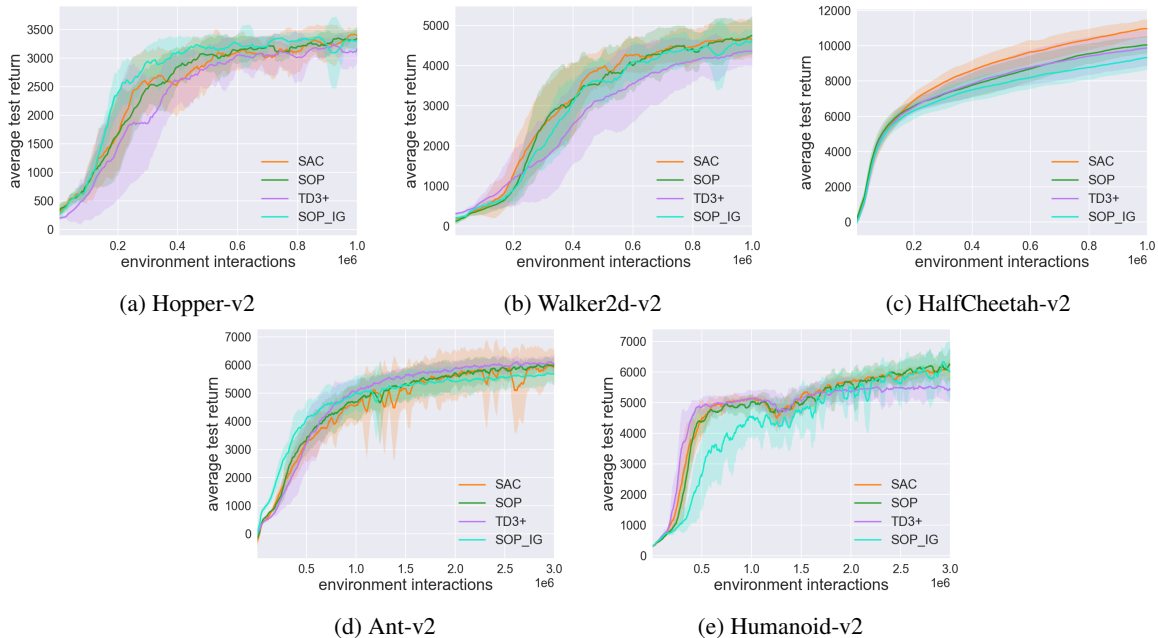 3500
3000
2500
2000
1500
1000
500
0
average test return
SAC
SOP
TD3+
SOP_IG
0.2 0.4 0.6 0.8 1.0
1e6
environment interactions
(a) Hopper-v2
5000
4000
3000
2000
1000
0
average test return
SAC
SOP
TD3+
SOP_IG
0.2 0.4 0.6 0.8 1.0
1e6
environment interactions
(b) Walker2d-v2
12000
10000
8000
6000
4000
2000
0
average test return
SAC
SOP
TD3+
SOP_IG
0.2 0.4 0.6 0.8 1.0
1e6
environment interactions
(c) HalfCheetah-v2
7000
6000
5000
4000
3000
2000
1000
0
average test return
SAC
SOP
TD3+
SOP_IG
0.5 1.0 1.5 2.0 2.5 3.0
1e6
environment interactions
(d) Ant-v2
7000
6000
5000
4000
3000
2000
1000
0
average test return
SAC
SOP
TD3+
SOP_IG
0.5 1.0 1.5 2.0 2.5 3.0
1e6
environment interactions
(e) Humanoid-v2